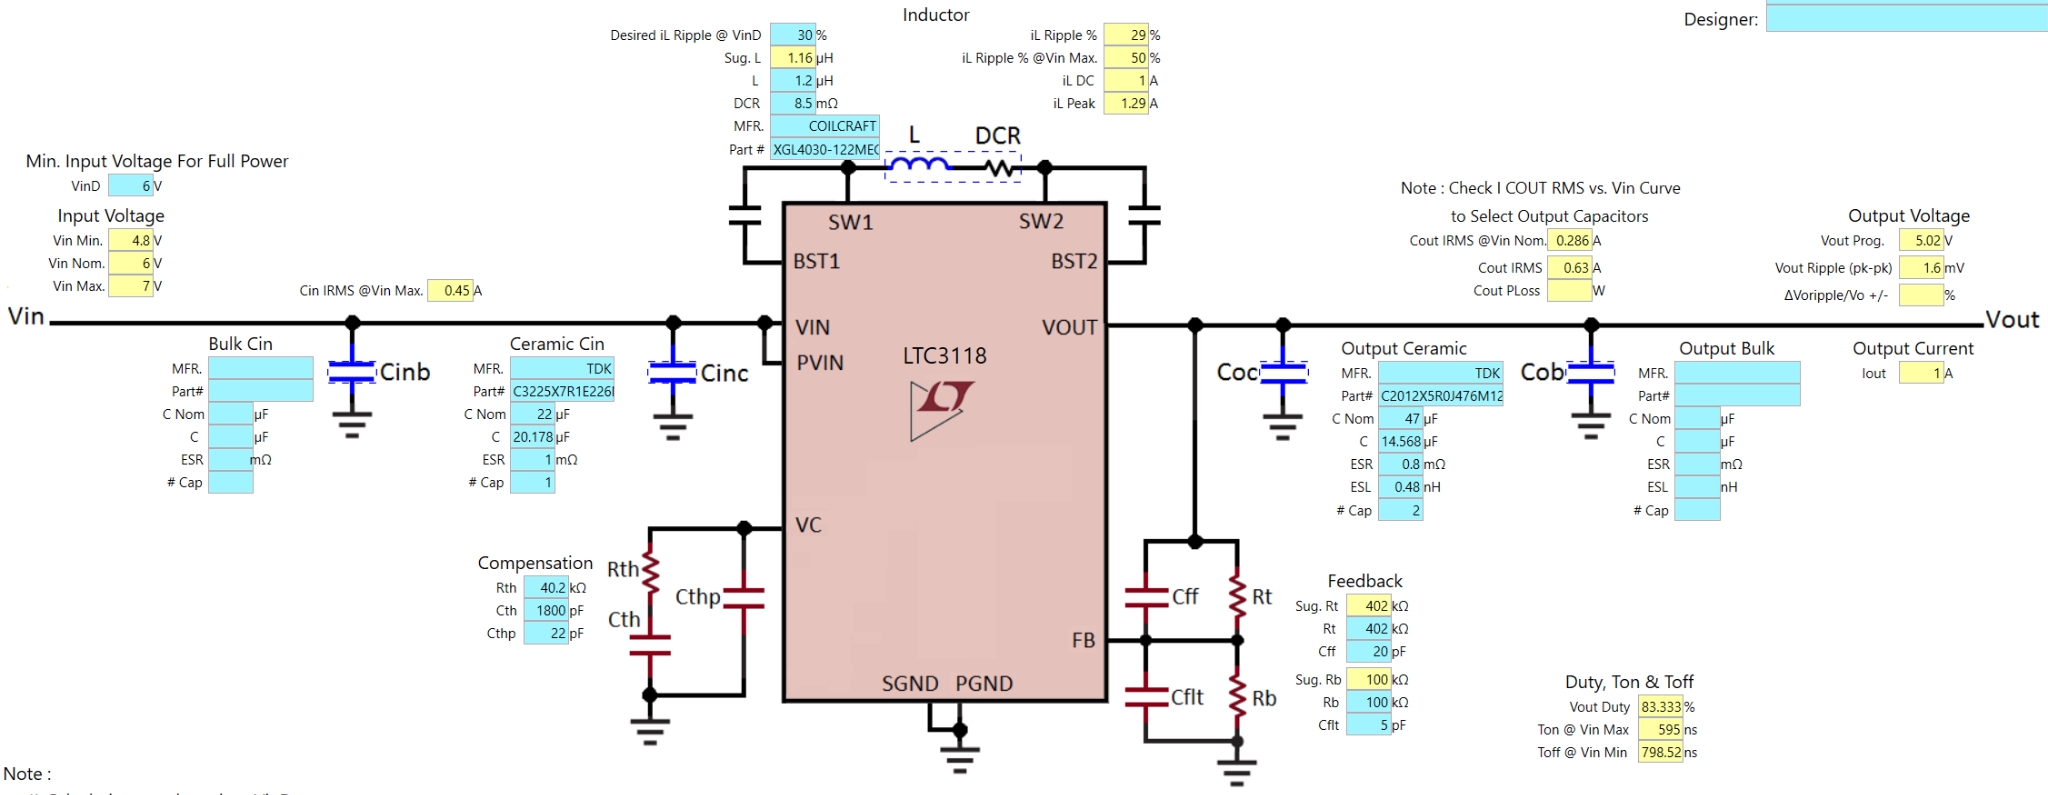 Designer:
Inductor
Desired iL Ripple @ VinD 30 %
Sug. L 1.16 µH
L 1.2 µH
DCR 8.5 mΩ
MFR. COILCRAFT
Part # XGL4030-122MEC
iL Ripple % 29 %
iL Ripple % @Vin Max. 50 %
iL DC 1 A
iL Peak 1.29 A
L DCR
Min. Input Voltage For Full Power
VinD 6 V
Input Voltage
Vin Min. 4.8 V
Vin Nom. 6 V
Vin Max. 7 V
Cin IRMS @Vin Max. 0.45 A
Note : Check I COUT RMS vs. Vin Curve
to Select Output Capacitors
Cout IRMS @Vin Nom. 0.286 A
Cout IRMS 0.63 A
Cout PLoss W
Output Voltage
Vout Prog. 5.02 V
Vout Ripple (pk-pk) 1.6 mV
ΔVoripple/Vo +/- %
SW1 SW2
BST1 BST2
Vin
VIN VOUT
PVIN
LTC3118
Vout
Bulk Cin
MFR.
Part#
C Nom µF
C µF
ESR mΩ
# Cap
Cinb
Ceramic Cin
MFR. TDK
Part# C3225X7R1E226
C Nom 22 µF
C 20.178 µF
ESR 1 mΩ
# Cap 1
Cinc
Coc
Output Ceramic
MFR. TDK
Part# C2012X5R0J476M12
C Nom 47 µF
C 14.568 µF
ESR 0.8 mΩ
ESL 0.48 nH
# Cap 2
Cob
Output Bulk
MFR.
Part#
C Nom µF
C µF
ESR mΩ
ESL nH
# Cap
Output Current
Iout 1 A
VC
Compensation
Rth 40.2 kΩ
Cth 1800 pF
Cthp 22 pF
Rth
Cth
Cthp
FB
SGND PGND
Cff Rt
Cflt Rb
Feedback
Sug. Rt 402 kΩ
Rt 402 kΩ
Cff 20 pF
Sug. Rb 100 kΩ
Rb 100 kΩ
Cflt 5 pF
Duty, Ton & Toff
Vout Duty 83.333 %
Ton @ Vin Max 595 ns
Toff @ Vin Min 798.52 ns
Note :